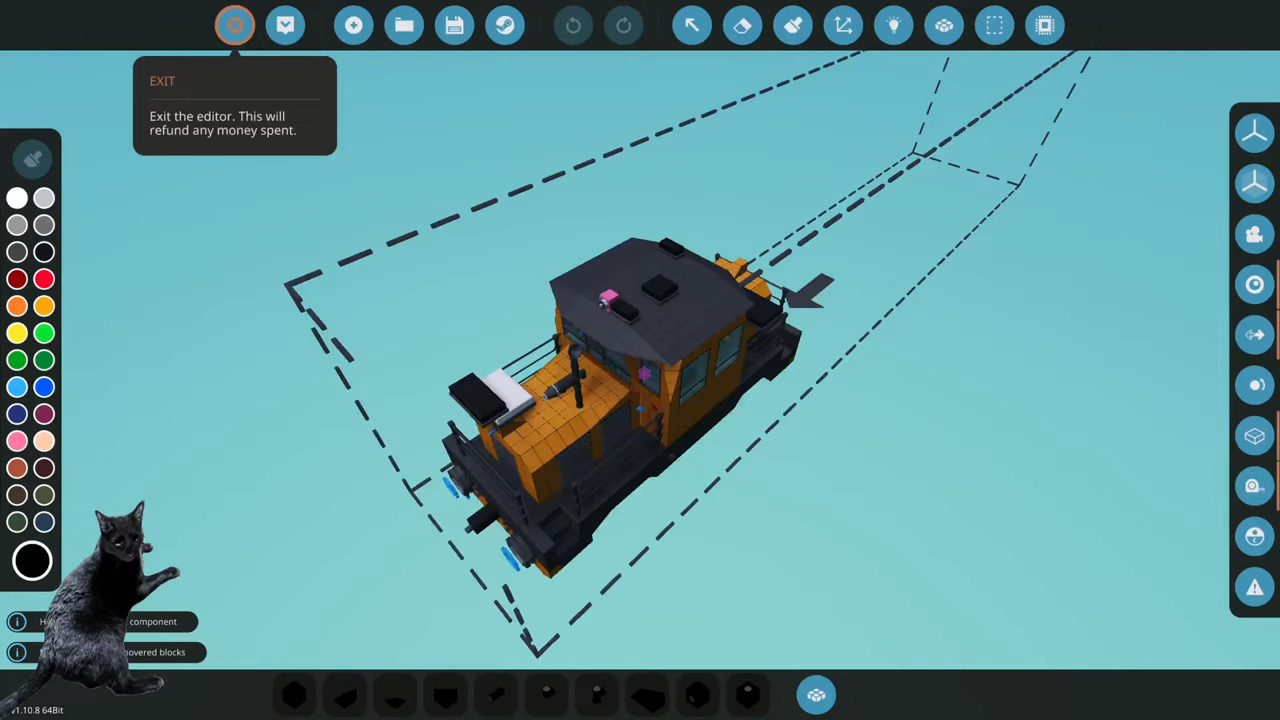 EXIT
Exit the editor. This will
refund any money spent.
component
overed blocks
v1.10.8 64Bit